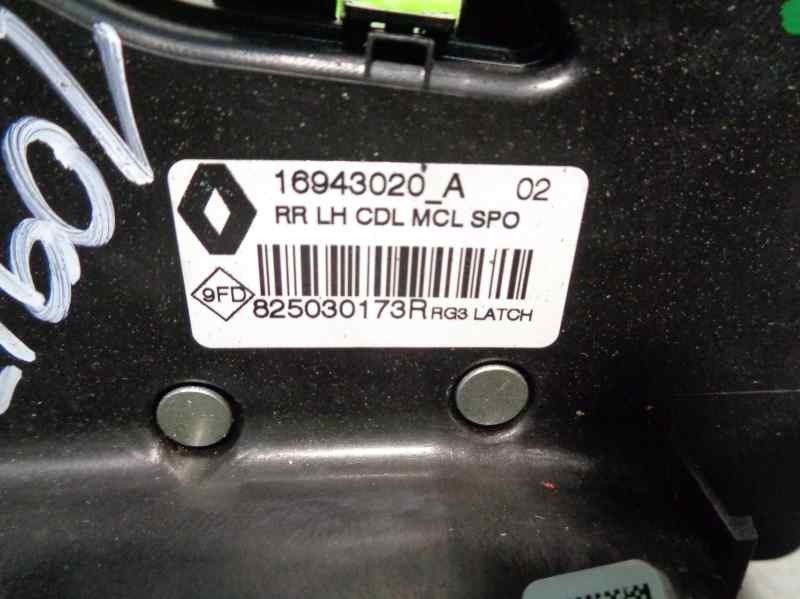 16943020_A 02
RR LH CDL MCL SPO
9FD
825030173R RG3 LATCH